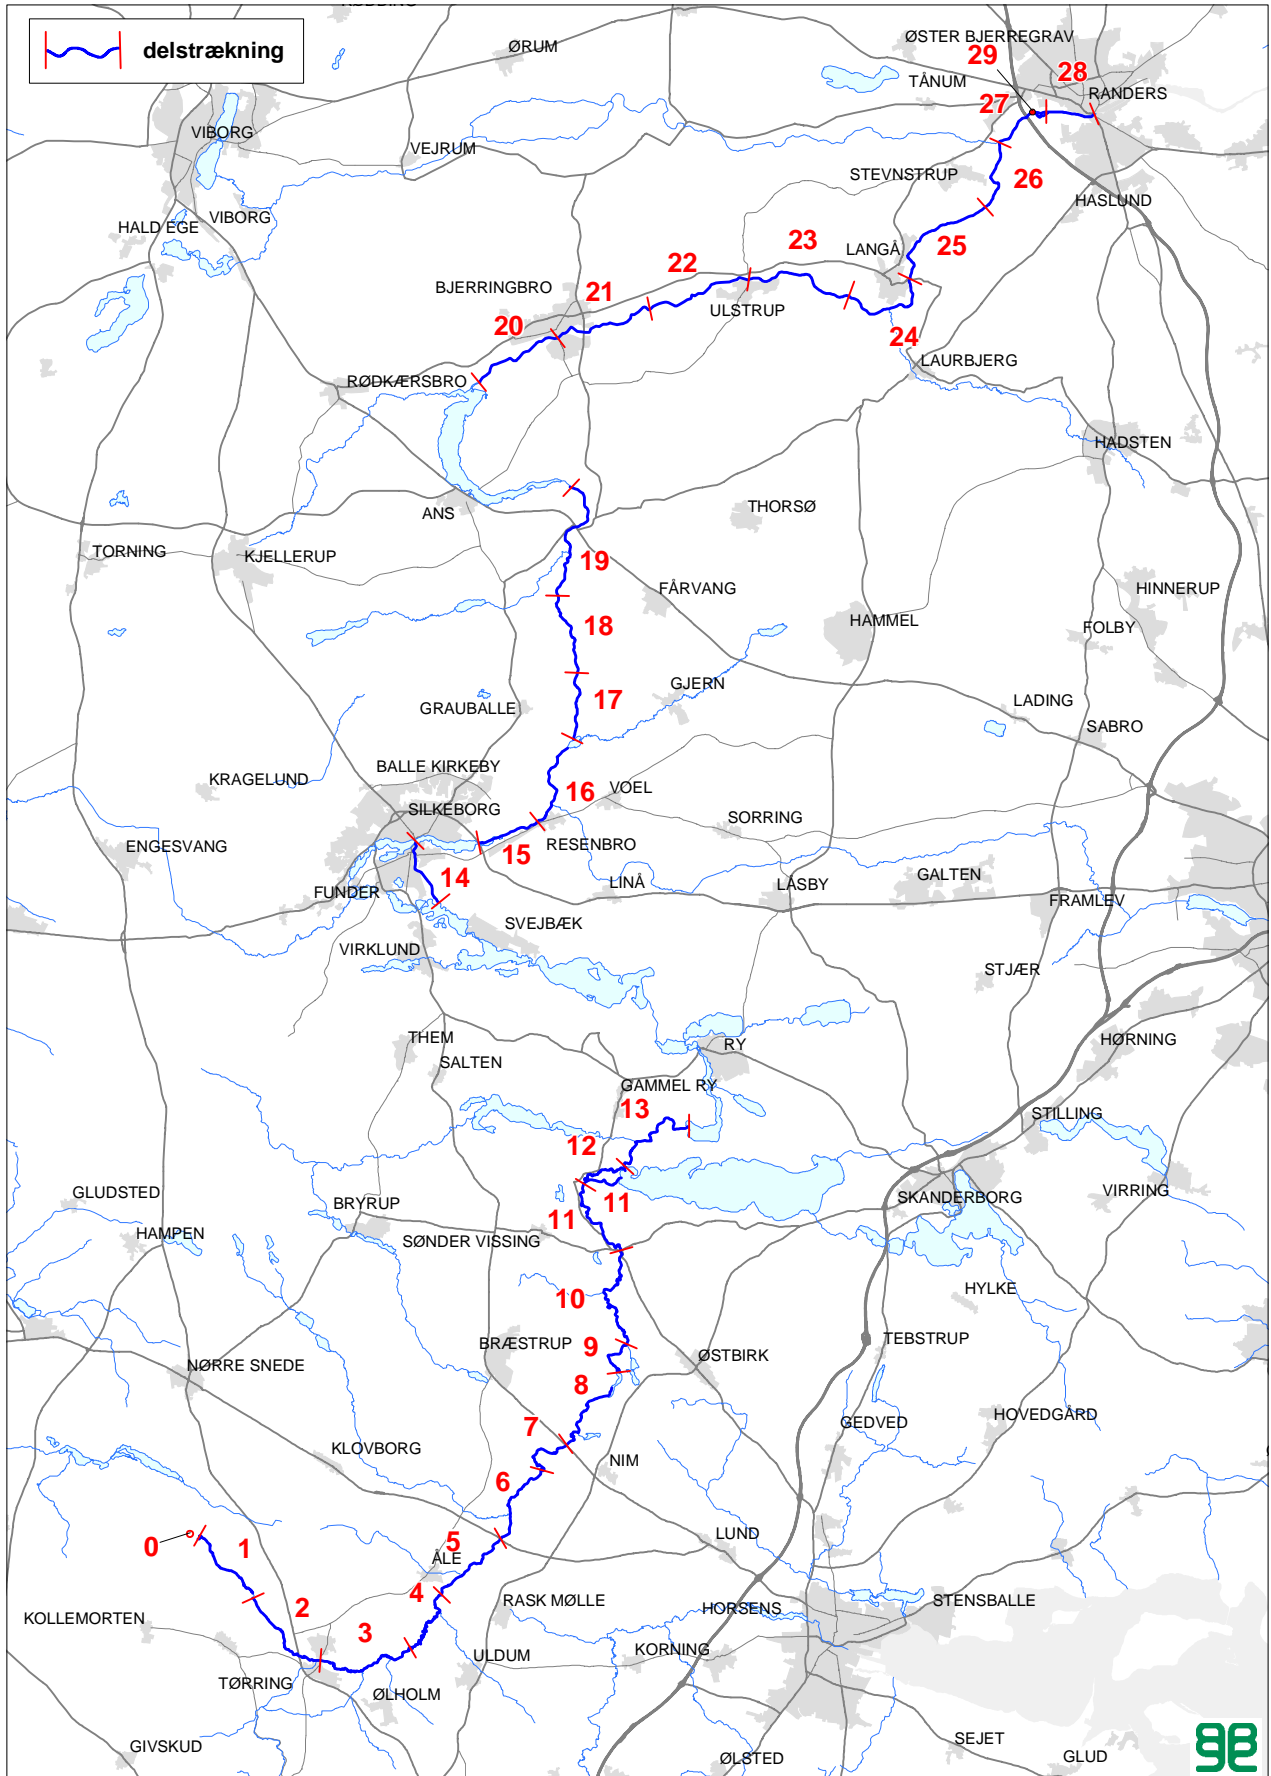 delstrækning
ØRUM
ØSTER BJERREGRAV
29
28
TÅNUM
RANDERS
27
VIBORG
VEJRUM
STEVNSTRUP
26
HASLUND
VIBORG
HALD EGE
23
LANGÅ
25
22
BJERRINGBRO
21
ULSTRUP
20
24
LAURBJERG
RØDKÆRSBRO
HADSTEN
ANS
THORSØ
TORNING
KJELLERUP
19
FÅRVANG
HINNERUP
HAMMEL
18
FOLBY
GJERN
17
GRAUBALLE
LADING
SABRO
BALLE KIRKEBY
KRAGELUND
16
VOEL
SILKEBORG
SORRING
ENGESVANG
15
RESENBRO
14
GALTEN
FUNDER
LINÅ
LÅSBY
FRAMLEV
SVEJBÆK
VIRKLUND
STJÆR
THEM
RY
HØRNING
SALTEN
GAMMEL RY
13
STILLING
12
GLUDSTED
SKANDERBORG
VIRRING
BRYRUP
11
11
HAMPEN
SØNDER VISSING
HYLKE
10
BRÆSTRUP
9
TEBSTRUP
NØRRE SNEDE
ØSTBIRK
8
HOVEDGÅRD
GEDVED
7
KLOVBORG
NIM
6
0
1
5
LUND
ÅLE
4
RASK MØLLE
HORSENS
STENSBALLE
KOLLEMORTEN
2
3
KORNING
ULDUM
TØRRING
ØLHOLM
GIVSKUD
SEJET
ØLSTED
GLUD